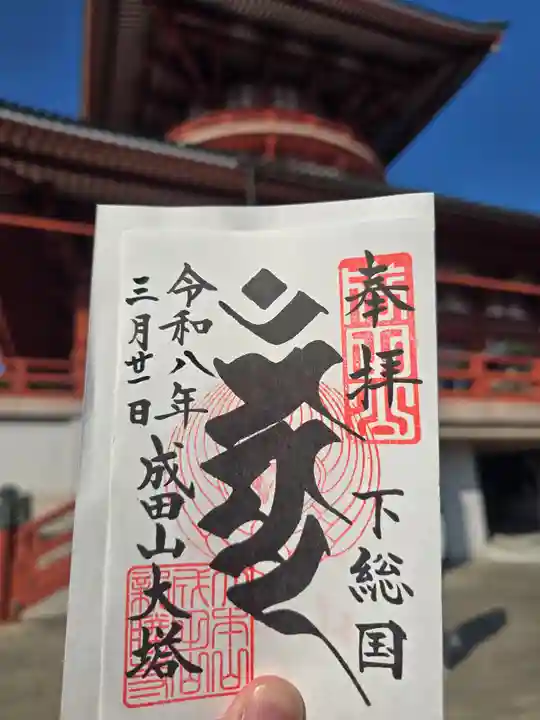 奉拝
下総国
令和八年
三月廿一日
成田山大塔